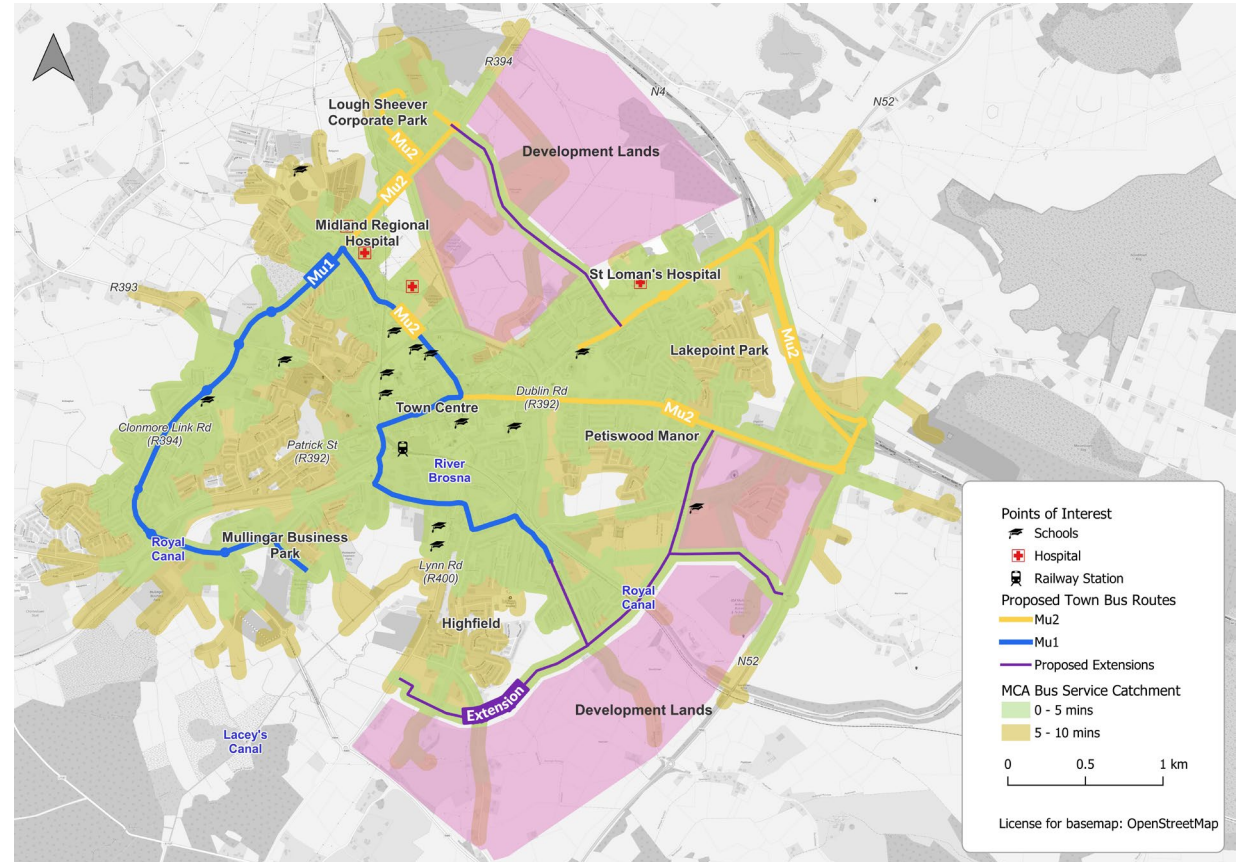 R394
N4
N52
Lough Sheever
Corporate Park
Mu2
Development Lands
Mu2
Midland Regional
Hospital
Mu1
St Loman's Hospital
R393
Mu2
Mu2
Lakepoint Park
Dublin Rd
(R392)
Town Centre
Mu2
Clonmore Link Rd
(R394)
Patrick St
(R392)
Petiswood Manor
River
Brosna
Mullingar Business
Park
Royal
Canal
Lynn Rd
(R400)
Royal
Canal
Highfield
N52
Extension
Development Lands
Lacey's
Canal
Points of Interest
Schools
Hospital
Railway Station
Proposed Town Bus Routes
Mu2
Mu1
Proposed Extensions
MCA Bus Service Catchment
0 - 5 mins
5 - 10 mins
0 0.5 1 km
License for basemap: OpenStreetMap